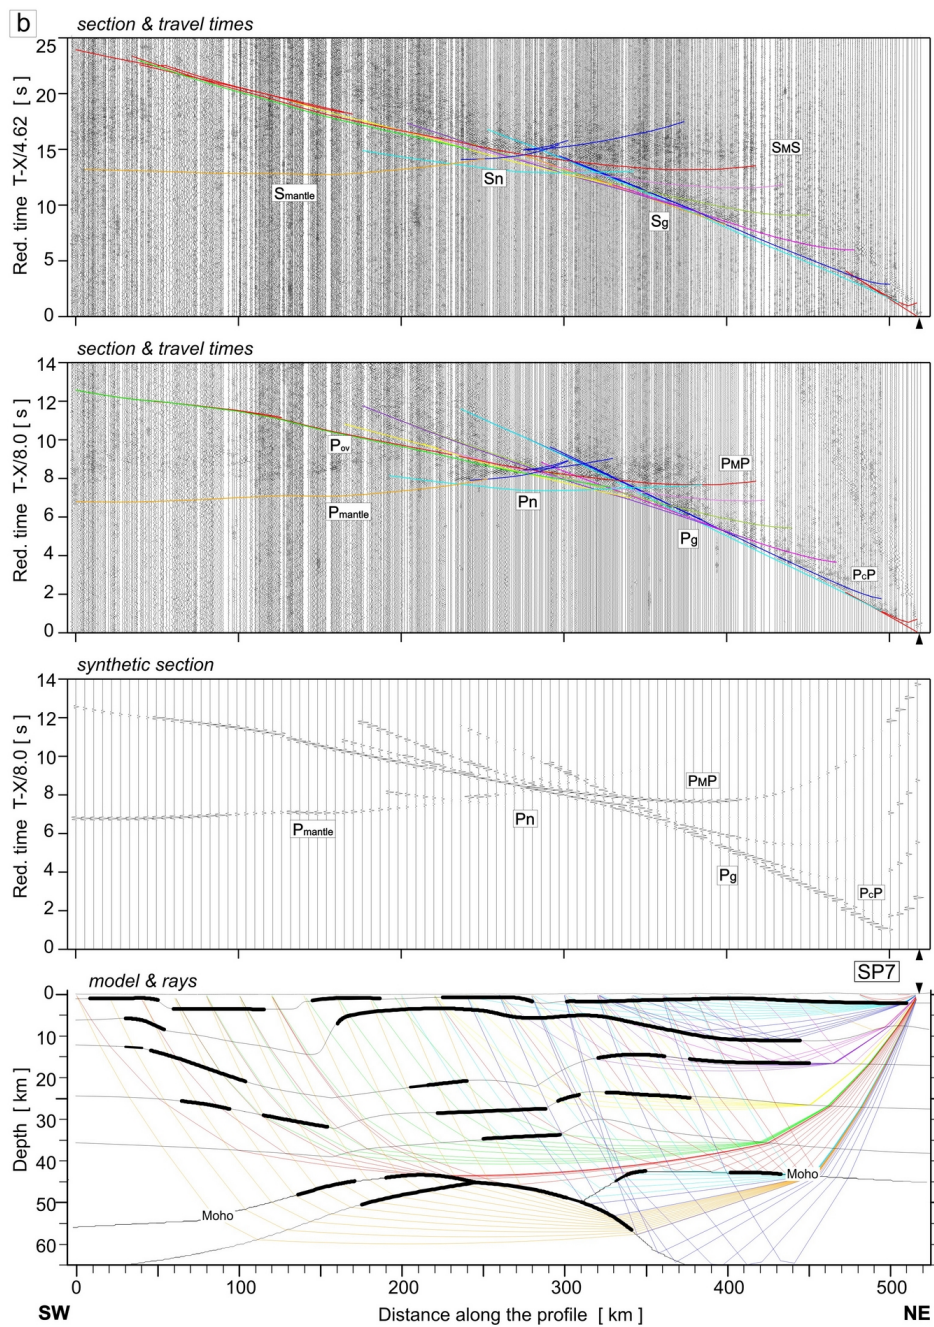 b
section & travel times
Red. time T-X/4.62 [ s ]
25
20
15
10
5
0
SMS
Smantle
Sn
Sg
section & travel times
Red. time T-X/8.0 [ s ]
14
12
10
8
6
4
2
0
Pov
PMP
Pmantle
Pn
Pg
PcP
synthetic section
Red. time T-X/8.0 [ s ]
14
12
10
8
6
4
2
0
PMP
Pn
Pmantle
Pg
PcP
SP7
model & rays
Depth [ km ]
0
10
20
30
40
50
60
Moho
Moho
0 100 200 300 400 500
SW Distance along the profile [ km ] NE